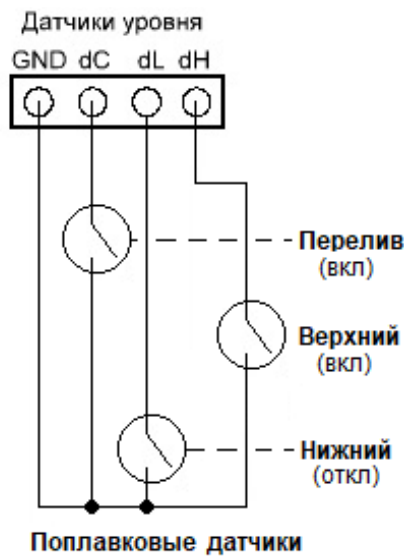 Датчики уровня
GND dC dL dH
Перелив
(вкл)
Верхний
(вкл)
Нижний
(откл)
Поплавковые датчики